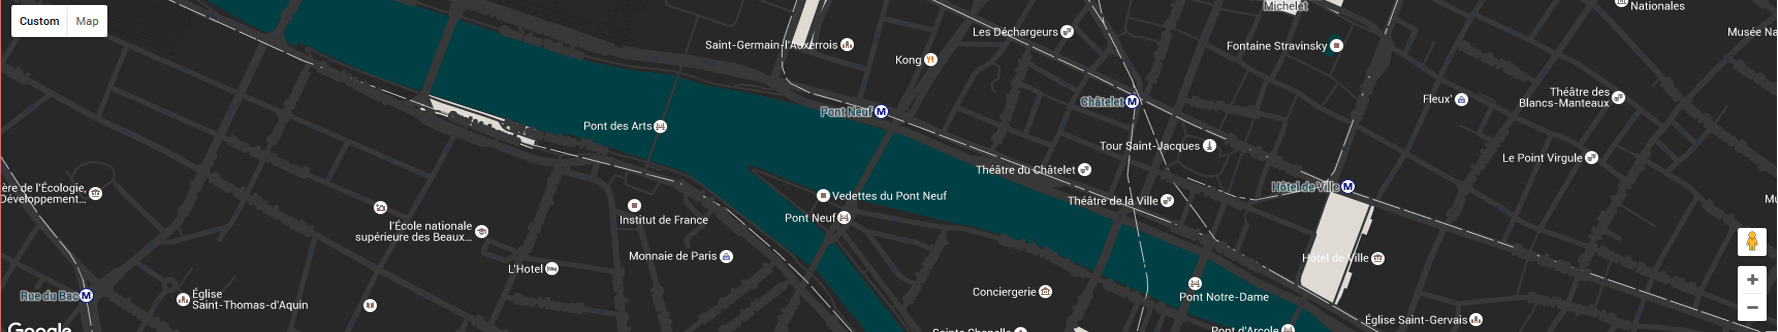 Custom
Map
Michelet
Nationales
Saint-Germain-l'Auxerrois
Les Déchargeurs
Kong
Fontaine Stravinsky
Musée Na
Pont Neuf M
Châtelet M
Fleux'
Théâtre des
Blancs-Manteaux
Pont des Arts
Tour Saint-Jacques
Le Point Virgule
Théâtre du Châtelet
ère de l'Écologie,
Développement...
Vedettes du Pont Neuf
Hôtel de Ville M
Théâtre de la Ville
Institut de France
Pont Neuf
l'École nationale
supérieure des Beaux...
Monnaie de Paris
L'Hotel
Hôtel de Ville
Rue du Bac M
Église
Saint-Thomas-d'Aquin
Conciergerie
Pont Notre-Dame
Google
Sainte Chapelle
Pont d'Arcole
Église Saint-Gervais
+
−